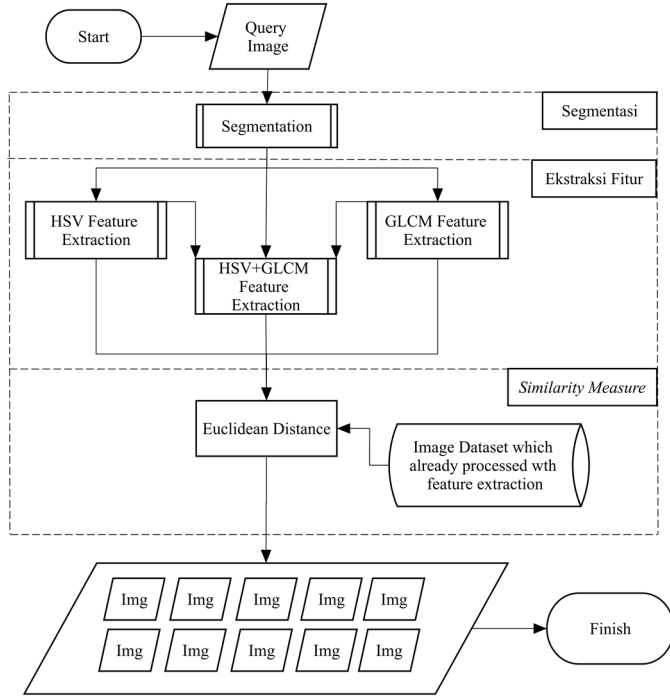 Start
Query
Image
Segmentasi
Segmentation
Ekstraksi Fitur
HSV Feature
Extraction
GLCM Feature
Extraction
HSV+GLCM
Feature
Extraction
Similarity Measure
Euclidean Distance
Image Dataset which
already processed wth
feature extraction
Img Img Img Img Img
Img Img Img Img Img
Finish